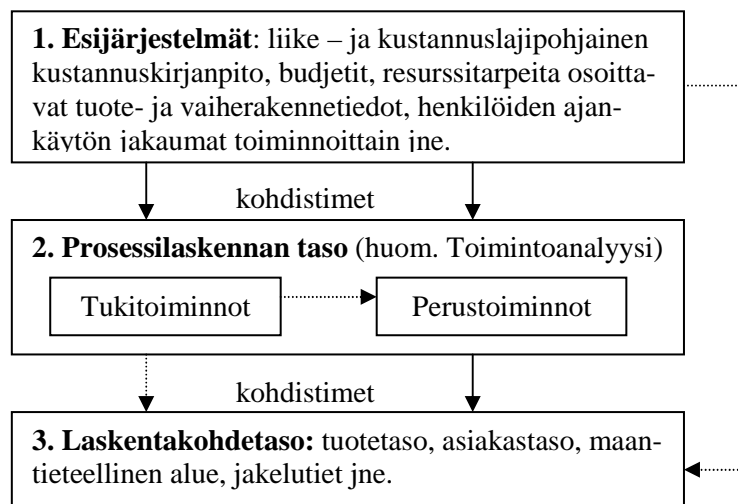 1. Esijärjestelmät: liike – ja kustannuslajipohjainen
kustannuskirjanpito, budjetit, resurssitarpeita osoitta-
vat tuote- ja vaiherakennetiedot, henkilöiden ajan-
käytön jakaumat toiminnoittain jne.
kohdistimet
2. Prosessilaskennan taso (huom. Toimintoanalyysi)
Tukitoiminnot
Perustoiminnot
kohdistimet
3. Laskentakohdetaso: tuotetaso, asiakastaso, maan-
tieteellinen alue, jakelutiet jne.